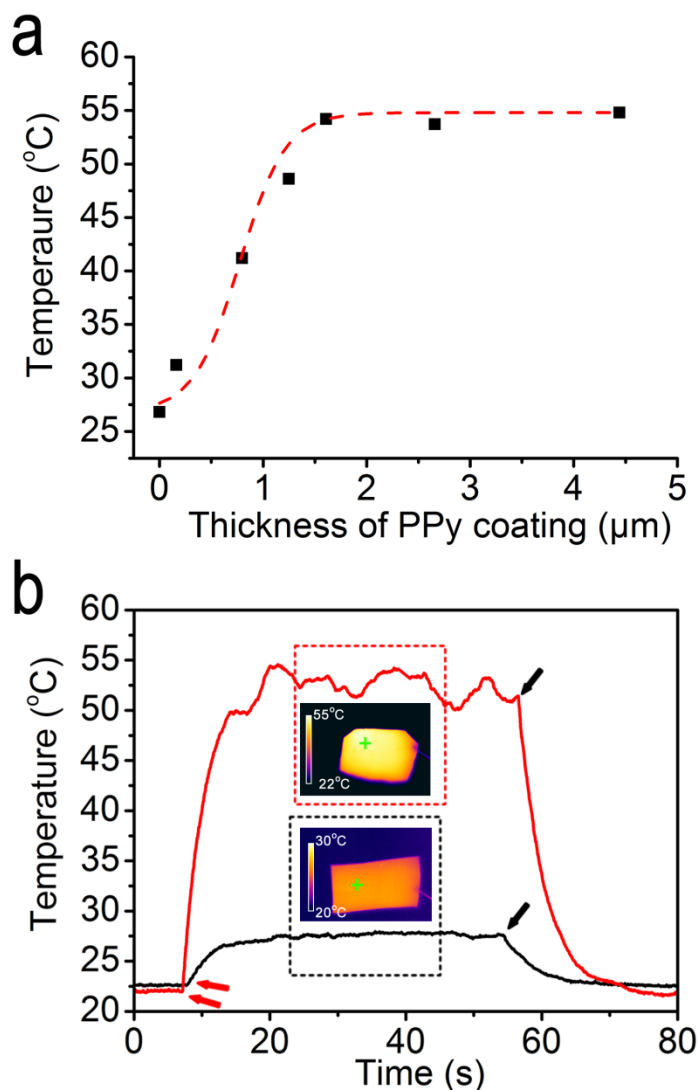 a
60
55
50
45
40
35
30
25
Temperaure (°C)
0 1 2 3 4 5
Thickness of PPy coating (μm)
b
60
55
50
45
40
35
30
25
20
Temperature (°C)
55°C
22°C
30°C
20°C
0 20 40 60 80
Time (s)